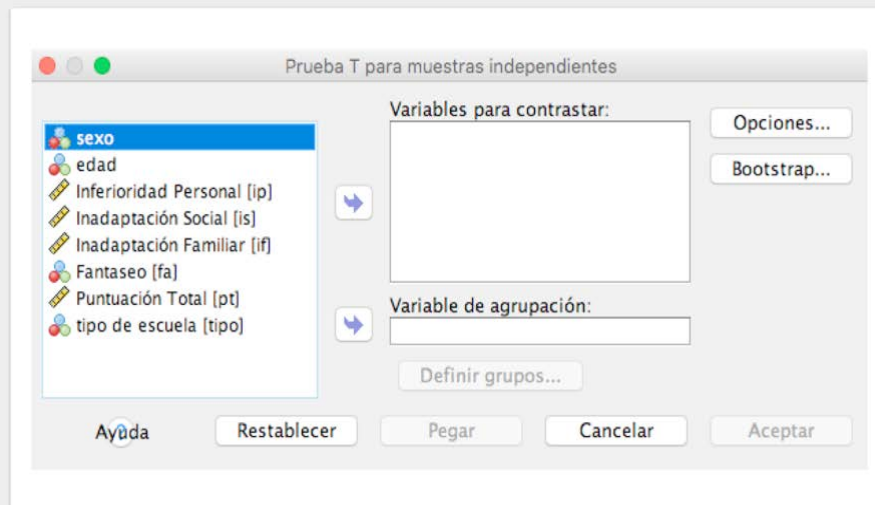 Prueba T para muestras independientes
sexo
edad
Inferioridad Personal [ip]
Inadaptación Social [is]
Inadaptación Familiar [if]
Fantaseo [fa]
Puntuación Total [pt]
tipo de escuela [tipo]
Variables para contrastar:
Variable de agrupación:
Definir grupos...
Opciones...
Bootstrap...
Ayuda
Restablecer
Pegar
Cancelar
Aceptar